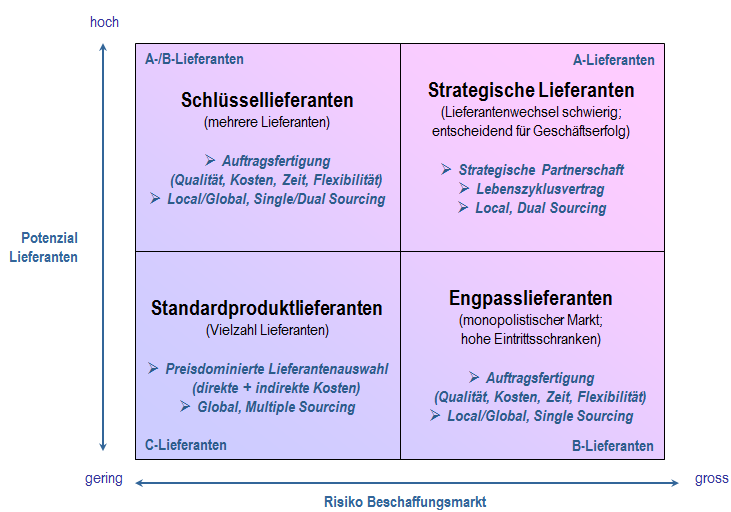 hoch
A-/B-Lieferanten
Schlüssellieferanten
(mehrere Lieferanten)
➢ Auftragsfertigung
(Qualität, Kosten, Zeit, Flexibilität)
➢ Local/Global, Single/Dual Sourcing
A-Lieferanten
Strategische Lieferanten
(Lieferantenwechsel schwierig;
entscheidend für Geschäftserfolg)
➢ Strategische Partnerschaft
➢ Lebenszyklusvertrag
➢ Local, Dual Sourcing
Potenzial
Lieferanten
Standardproduktlieferanten
(Vielzahl Lieferanten)
➢ Preisdominierte Lieferantenauswahl
(direkte + indirekte Kosten)
➢ Global, Multiple Sourcing
C-Lieferanten
Engpasslieferanten
(monopolistischer Markt;
hohe Eintrittsschranken)
➢ Auftragsfertigung
(Qualität, Kosten, Zeit, Flexibilität)
➢ Local/Global, Single Sourcing
B-Lieferanten
gering
gross
Risiko Beschaffungsmarkt